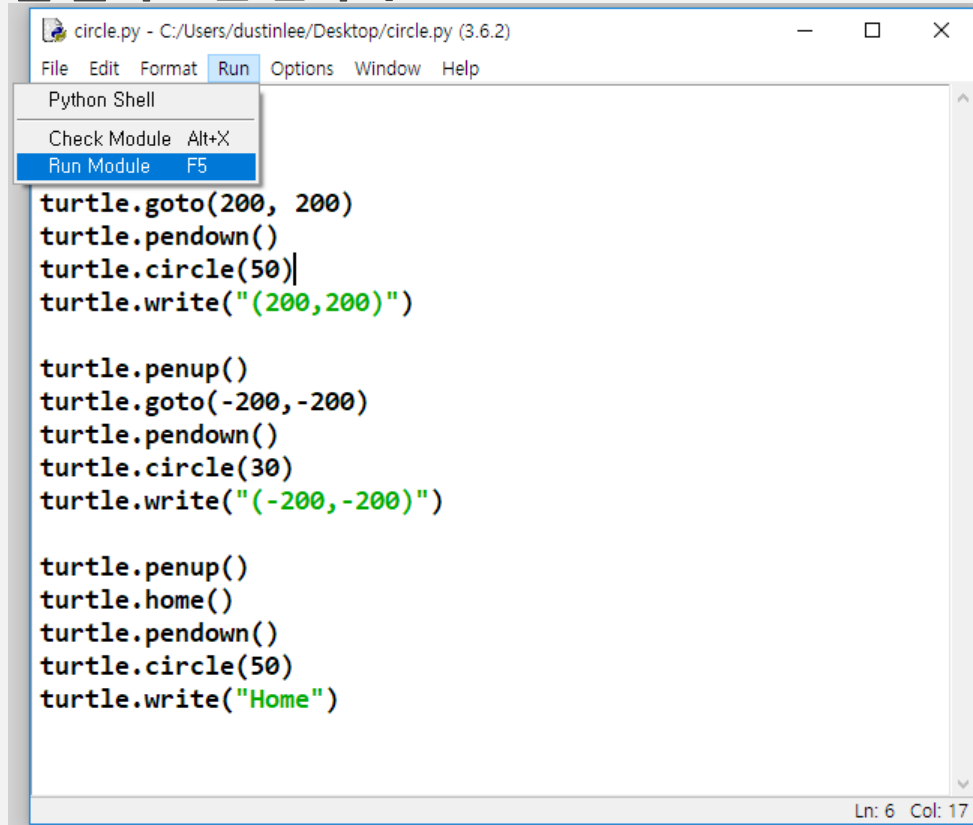 circle.py - C:/Users/dustinlee/Desktop/circle.py (3.6.2)
File Edit Format Run Options Window Help
Python Shell
Check Module Alt+X
Run Module F5
turtle.goto(200, 200)
turtle.pendown()
turtle.circle(50)
turtle.write("(200,200)")
turtle.penup()
turtle.goto(-200,-200)
turtle.pendown()
turtle.circle(30)
turtle.write("(-200,-200)")
turtle.penup()
turtle.home()
turtle.pendown()
turtle.circle(50)
turtle.write("Home")
Ln: 6 Col: 17